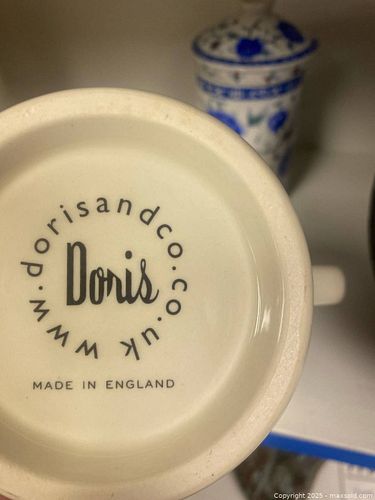 www.dorisandco.co.uk
Doris
MADE IN ENGLAND
Copyright © 2025 - maxsold.com